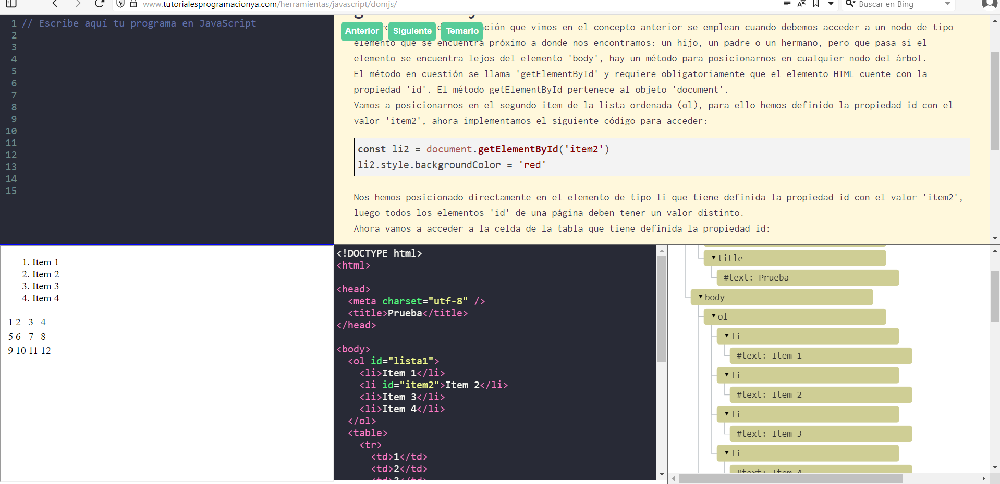 www.tutorialesprogramacionya.com/herramientas/javascript/domjs/
Buscar en Bing
1 // Escribe aquí tu programa en JavaScript
2
3
4
5
6
7
8
9
10
11
12
13
14
15
Anterior Siguiente Temario
ación que vimos en el concepto anterior se emplean cuando debemos acceder a un nodo de tipo
elemento que se encuentra próximo a donde nos encontramos: un hijo, un padre o un hermano, pero que pasa si el
elemento se encuentra lejos del elemento 'body', hay un método para posicionarnos en cualquier nodo del árbol.
El método en cuestión se llama 'getElementById' y requiere obligatoriamente que el elemento HTML cuente con la
propiedad 'id'. El método getElementById pertenece al objeto 'document'.
Vamos a posicionarnos en el segundo item de la lista ordenada (ol), para ello hemos definido la propiedad id con el
valor 'item2', ahora implementamos el siguiente código para acceder:
const li2 = document.getElementById('item2')
li2.style.backgroundColor = 'red'
Nos hemos posicionado directamente en el elemento de tipo li que tiene definida la propiedad id con el valor 'item2',
luego todos los elementos 'id' de una página deben tener un valor distinto.
Ahora vamos a acceder a la celda de la tabla que tiene definida la propiedad id:
1. Item 1
2. Item 2
3. Item 3
4. Item 4
1 2 3 4
5 6 7 8
9 10 11 12
<!DOCTYPE html>
<html>
<head>
<meta charset="utf-8" />
<title>Prueba</title>
</head>
<body>
<ol id="lista1">
<li>Item 1</li>
<li id="item2">Item 2</li>
<li>Item 3</li>
<li>Item 4</li>
</ol>
<table>
<tr>
<td>1</td>
<td>2</td>
<td>3</td>
title
#text: Prueba
body
ol
li
#text: Item 1
li
#text: Item 2
li
#text: Item 3
li
#text: Item 4